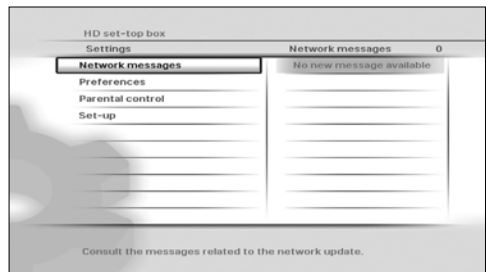 HD set-top box
Settings
Network messages 0
Network messages
No new message available
Preferences
Parental control
Set-up
Consult the messages related to the network update.